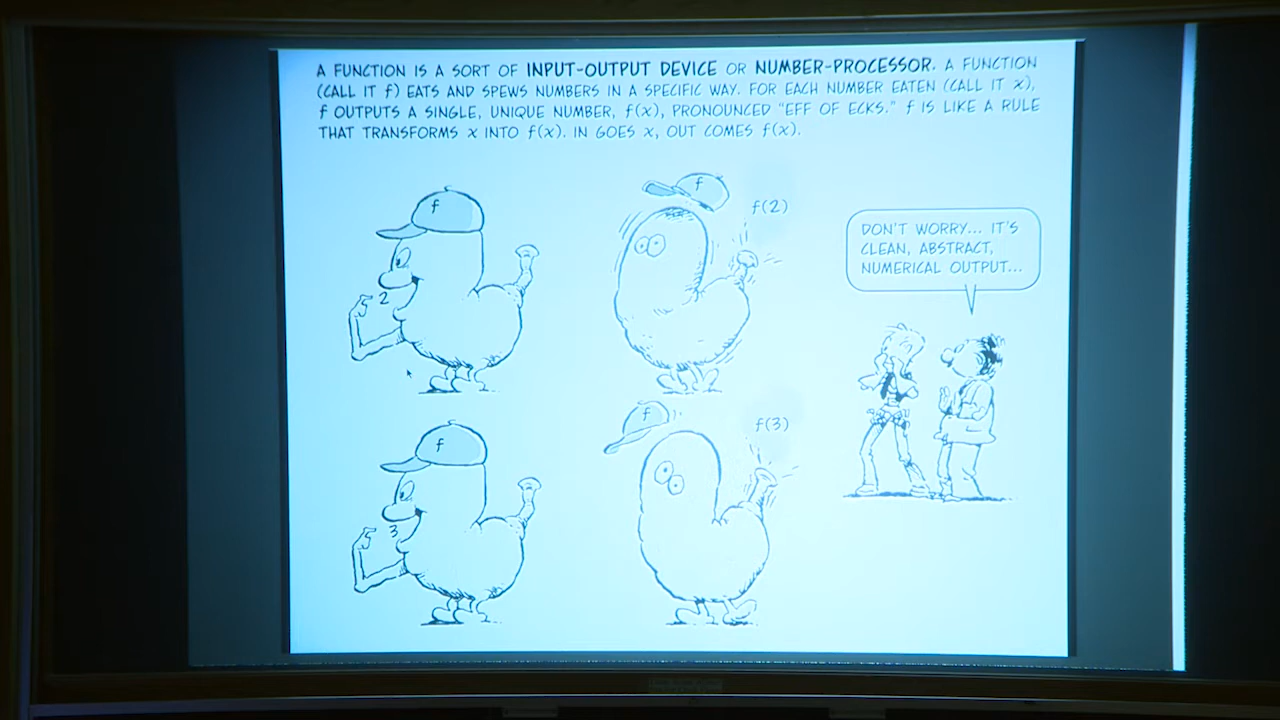 A FUNCTION IS A SORT OF INPUT-OUTPUT DEVICE OR NUMBER-PROCESSOR. A FUNCTION
(CALL IT f) EATS AND SPEWS NUMBERS IN A SPECIFIC WAY. FOR EACH NUMBER EATEN (CALL IT x),
f OUTPUTS A SINGLE, UNIQUE NUMBER, f(x), PRONOUNCED "EFF OF ECKS." f IS LIKE A RULE
THAT TRANSFORMS x INTO f(x). IN GOES x, OUT COMES f(x).
f
2
f
f(2)
DON'T WORRY... IT'S
CLEAN, ABSTRACT,
NUMERICAL OUTPUT...
f
3
f
f(3)